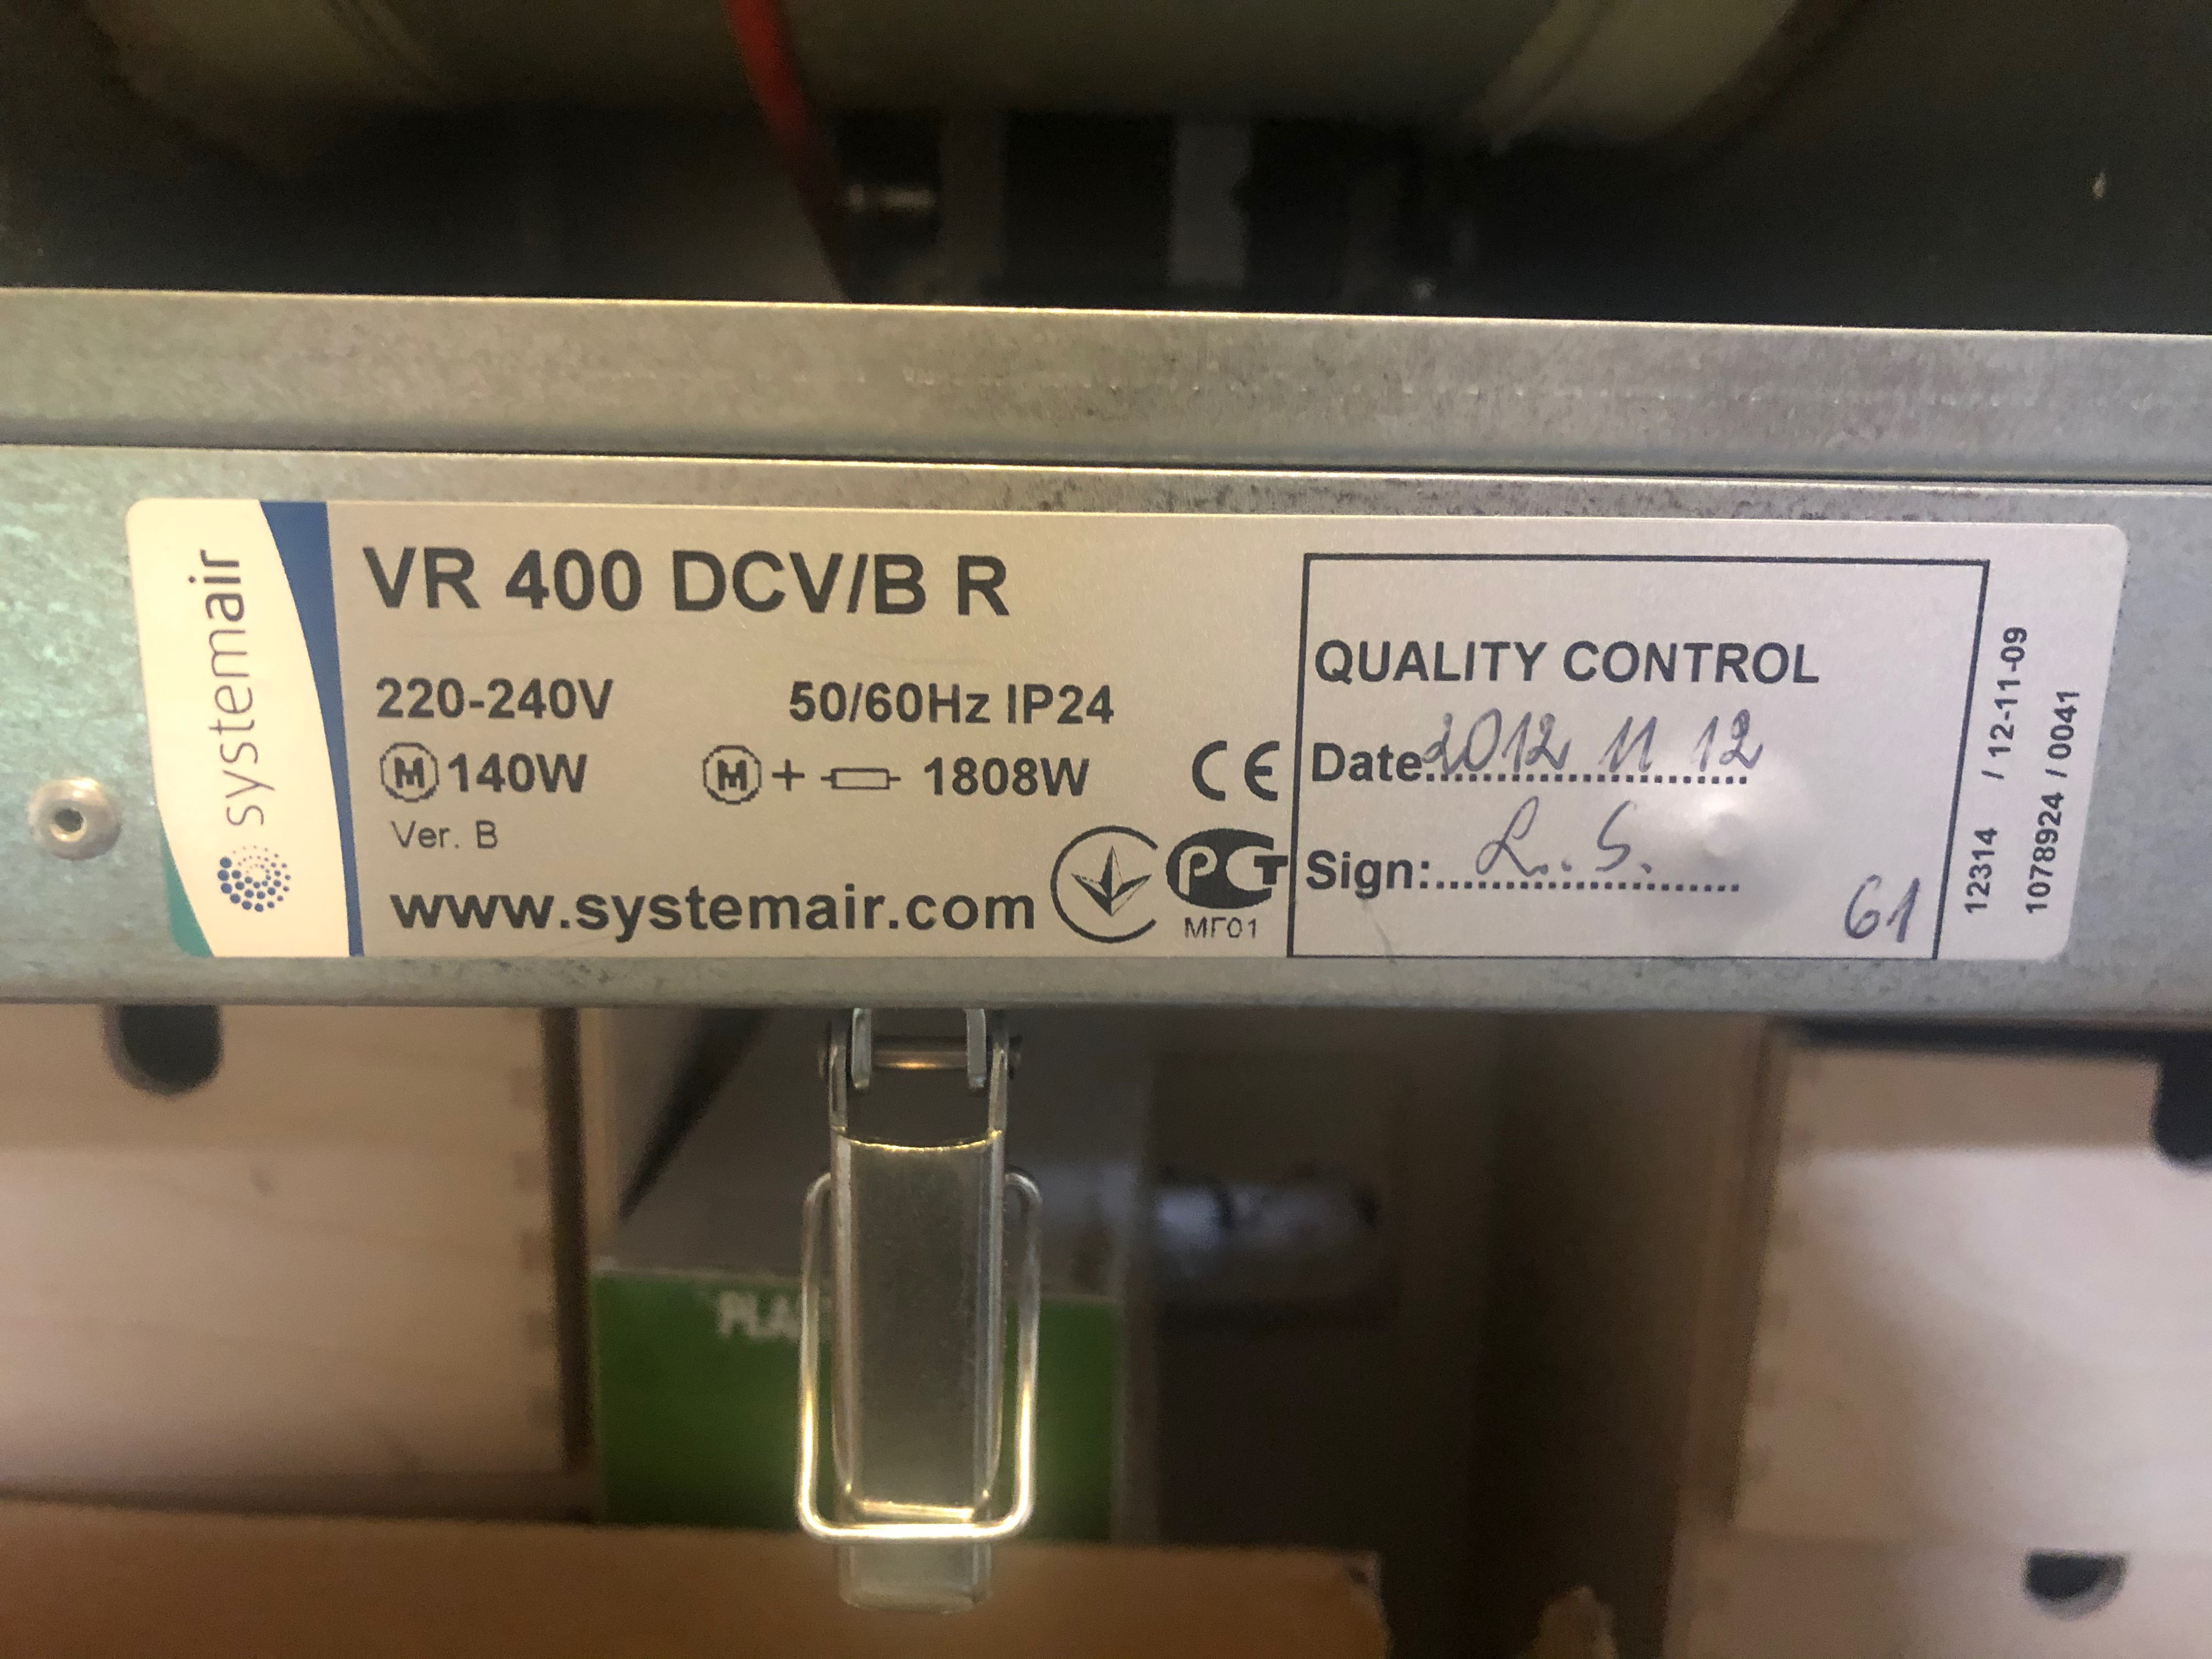 systemair
VR 400 DCV/B R
220-240V 50/60Hz IP24
M 140W M + 1808W
CE
Ver. B
www.systemair.com
РСТ
МГ01
QUALITY CONTROL
Date: 2012 11 12
Sign: L. S.
61
12314 / 12-11-09
1078924 / 0041